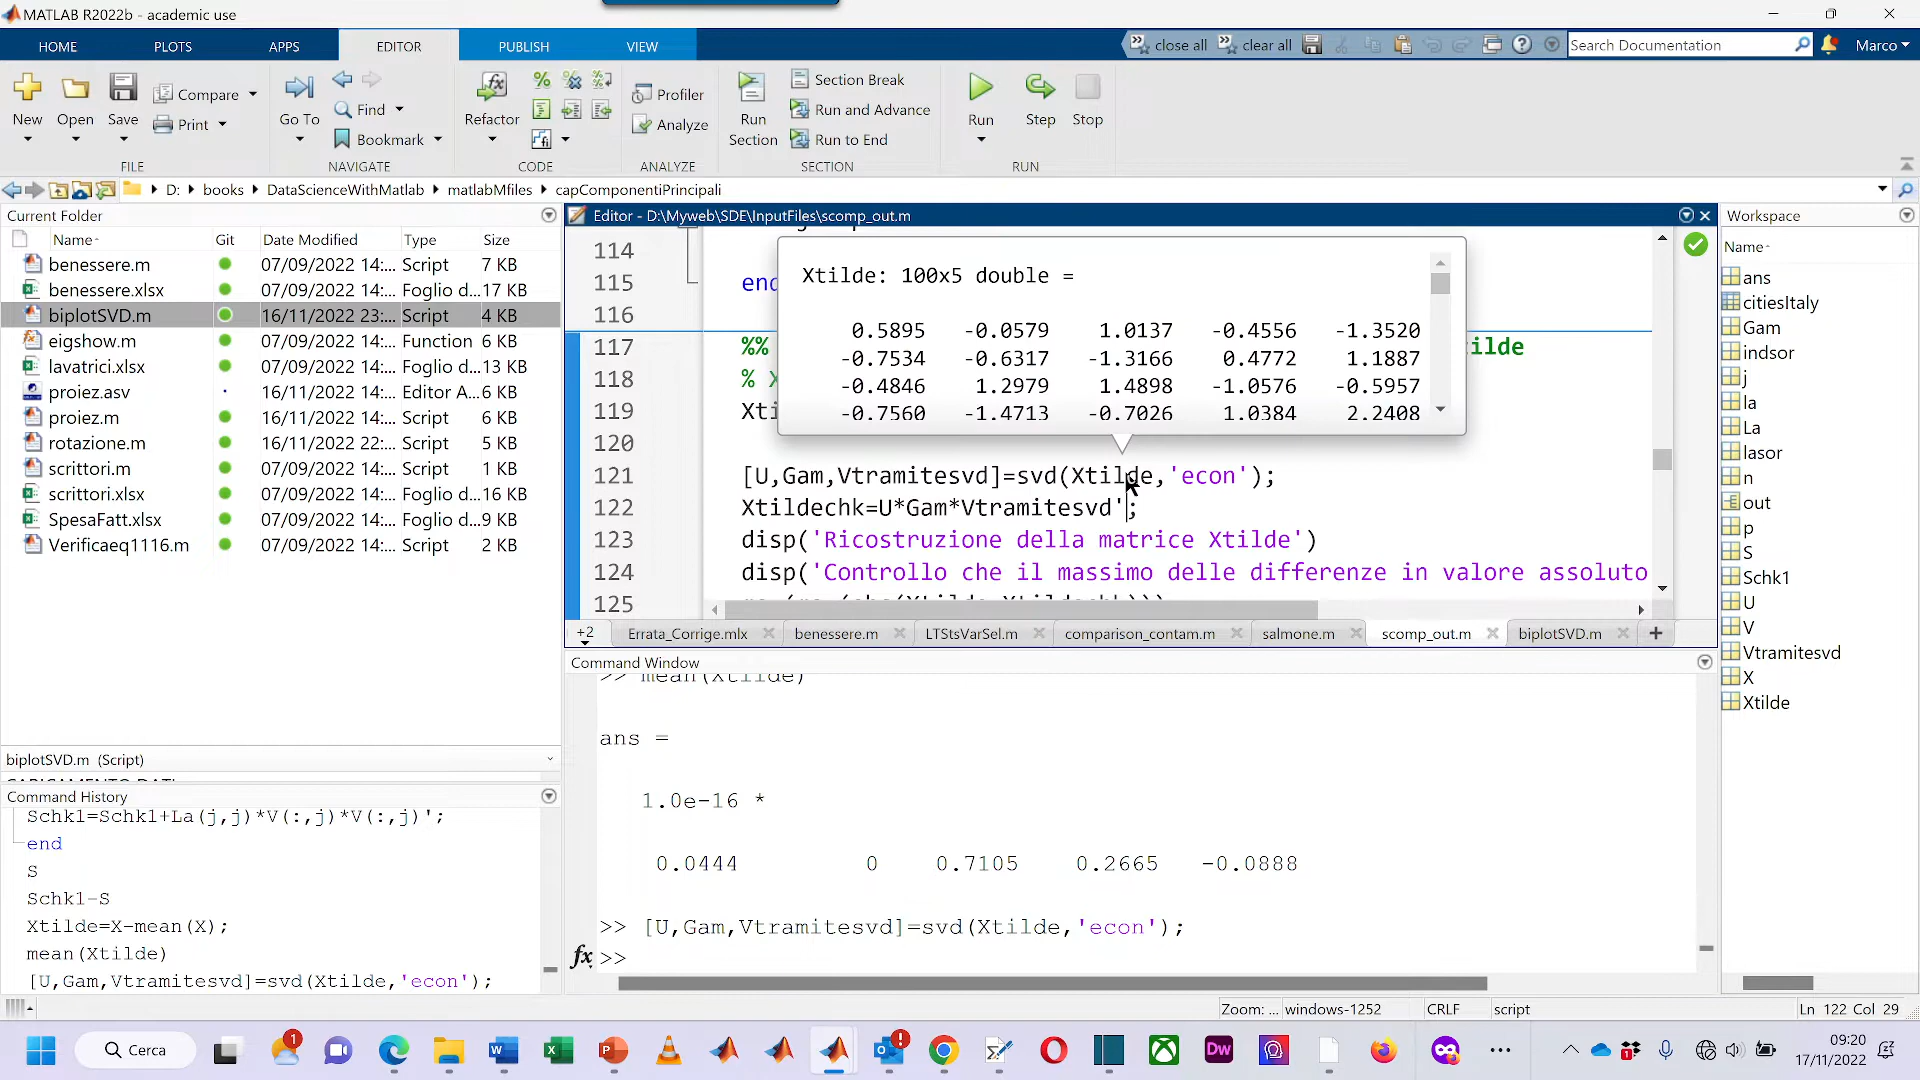 MATLAB R2022b - academic use
HOME PLOTS APPS EDITOR PUBLISH VIEW
close all clear all Search Documentation Marco
New Open Save Compare Print
Go To Find Bookmark
Refactor
Profiler Analyze
Run Section Section Break Run and Advance Run to End
Run Step Stop
FILE NAVIGATE CODE ANALYZE SECTION RUN
D: books DataScienceWithMatlab matlabMfiles capComponentiPrincipali
Current Folder
Name Git Date Modified Type Size
benessere.m 07/09/2022 14:... Script 7 KB
benessere.xlsx 07/09/2022 14:... Foglio d... 17 KB
biplotSVD.m 16/11/2022 23:... Script 4 KB
eigshow.m 07/09/2022 14:... Function 6 KB
lavatrici.xlsx 07/09/2022 14:... Foglio d... 13 KB
proiez.asv 16/11/2022 14:... Editor A... 6 KB
proiez.m 16/11/2022 14:... Script 6 KB
rotazione.m 16/11/2022 22:... Script 5 KB
scrittori.m 07/09/2022 14:... Script 1 KB
scrittori.xlsx 07/09/2022 14:... Foglio d... 16 KB
SpesaFatt.xlsx 07/09/2022 14:... Foglio d... 9 KB
Verificaeq1116.m 07/09/2022 14:... Script 2 KB
biplotSVD.m (Script)
Command History
Schk1=Schk1+La(j,j)*V(:,j)*V(:,j)';
end
S
Schk1-S
Xtilde=X-mean(X);
mean(Xtilde)
[U,Gam,Vtramitesvd]=svd(Xtilde,'econ');
Editor - D:\Myweb\SDE\InputFiles\scomp_out.m
114
115 end
116
117 %% tilde
118 %
119 Xti
120
Xtilde: 100x5 double =
0.5895 -0.0579 1.0137 -0.4556 -1.3520
-0.7534 -0.6317 -1.3166 0.4772 1.1887
-0.4846 1.2979 1.4898 -1.0576 -0.5957
-0.7560 -1.4713 -0.7026 1.0384 2.2408
121 [U,Gam,Vtramitesvd]=svd(Xtilde,'econ');
122 Xtildechk=U*Gam*Vtramitesvd';
123 disp('Ricostruzione della matrice Xtilde')
124 disp('Controllo che il massimo delle differenze in valore assoluto
125
+2 Errata_Corrige.mlx benessere.m LTStsVarSel.m comparison_contam.m salmone.m scomp_out.m biplotSVD.m +
Command Window
>> mean(Xtilde)
ans =
1.0e-16 *
0.0444 0 0.7105 0.2665 -0.0888
>> [U,Gam,Vtramitesvd]=svd(Xtilde,'econ');
fx >>
Workspace
Name
ans
citiesItaly
Gam
indsor
j
la
La
lasor
n
out
p
S
Schk1
U
V
Vtramitesvd
X
Xtilde
Zoom: ... windows-1252 CRLF script Ln 122 Col 29
Cerca
09:20
17/11/2022